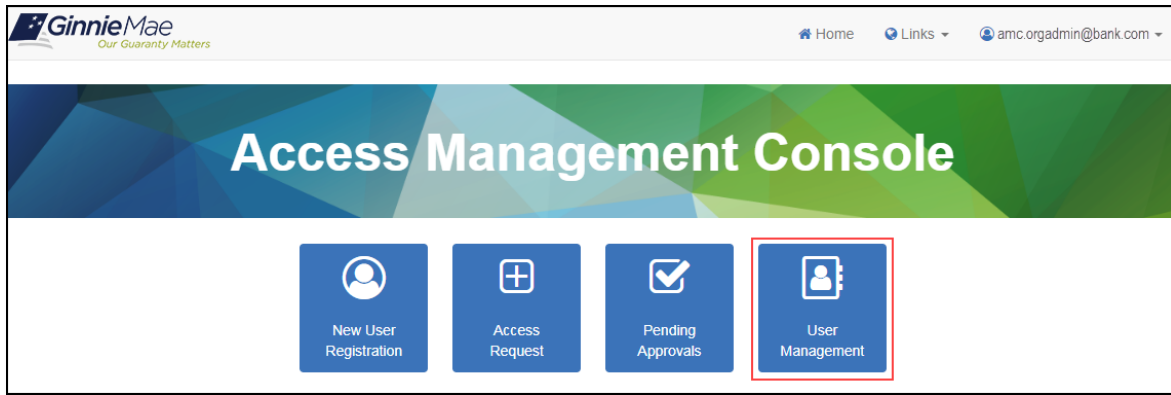 GinnieMae
Our Guaranty Matters
Home Links amc.orgadmin@bank.com
Access Management Console
New User
Registration
Access
Request
Pending
Approvals
User
Management